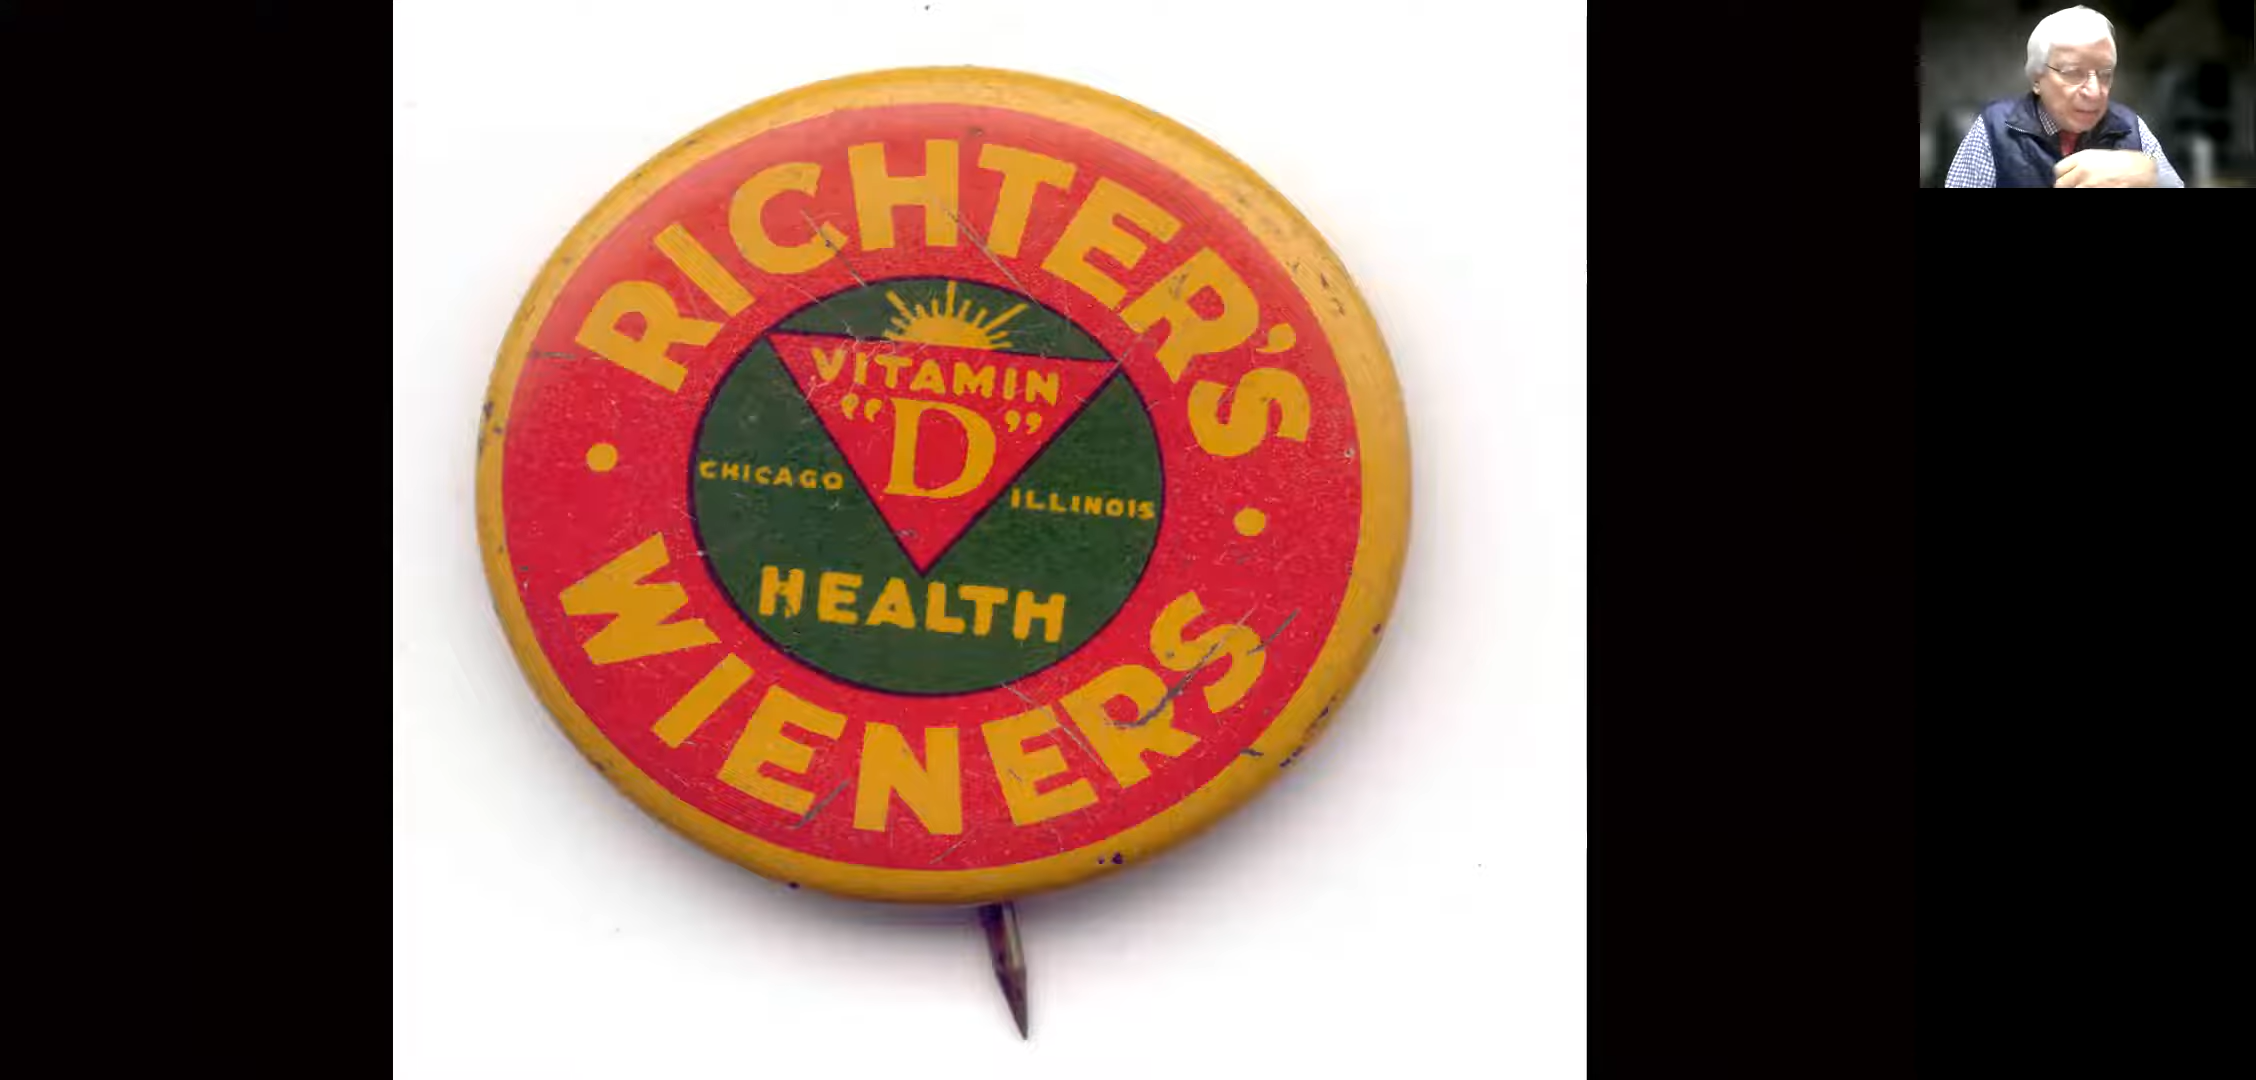 RICHTER'S
VITAMIN
"D"
CHICAGO
ILLINOIS
HEALTH
WIENERS